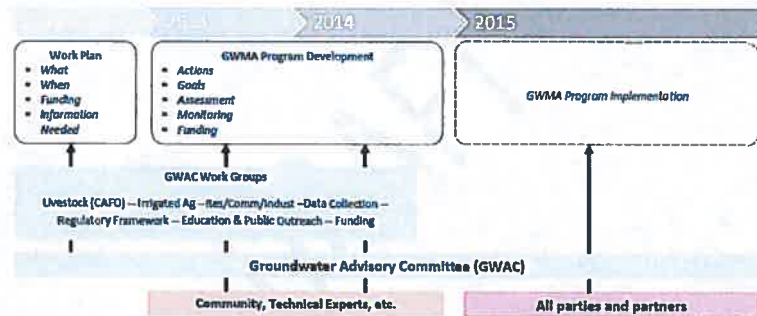 2014
2015
Work Plan
What
When
Funding
Information
Needed
GWMA Program Development
Actions
Goals
Assessment
Monitoring
Funding
GWMA Program Implementation
GWAC Work Groups
Livestock (CAFO) – Irrigated Ag – Res/Comm/Indust –Data Collection –
Regulatory Framework – Education & Public Outreach – Funding
Groundwater Advisory Committee (GWAC)
Community, Technical Experts, etc.
All parties and partners